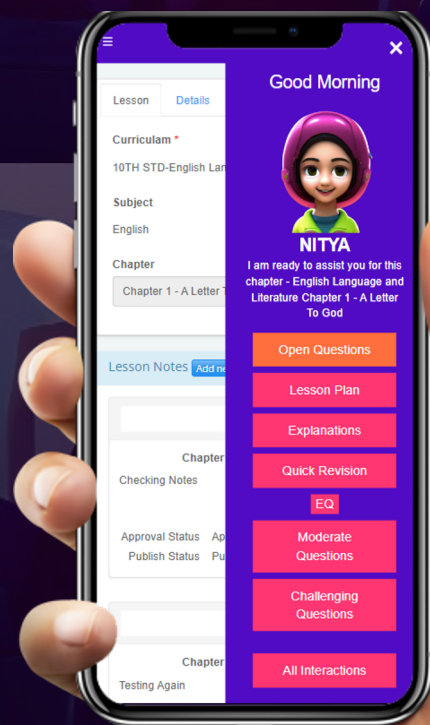 Lesson Details
Curriculam *
10TH STD-English Lan
Subject
English
Chapter
Chapter 1 - A Letter T
Lesson Notes Add ne
Chapter
Checking Notes
Approval Status Ap
Publish Status Pu
Chapter
Testing Again
×
Good Morning
NITYA
I am ready to assist you for this
chapter - English Language and
Literature Chapter 1 - A Letter
To God
Open Questions
Lesson Plan
Explanations
Quick Revision
EQ
Moderate
Questions
Challenging
Questions
All Interactions